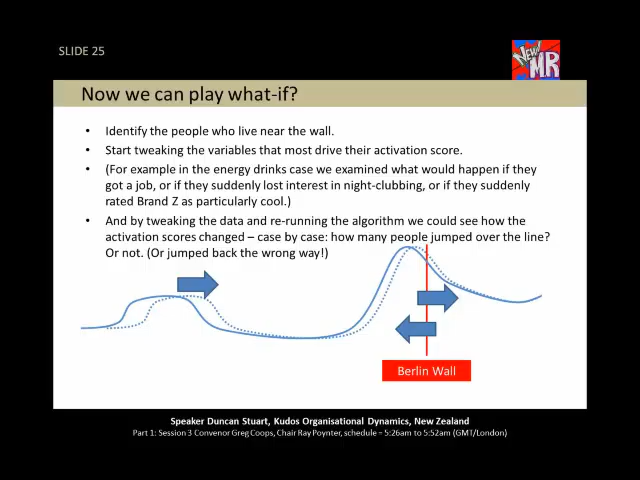 SLIDE 25
NEW!
MR
Now we can play what-if?
• Identify the people who live near the wall.
• Start tweaking the variables that most drive their activation score.
• (For example in the energy drinks case we examined what would happen if they
got a job, or if they suddenly lost interest in night-clubbing, or if they suddenly
rated Brand Z as particularly cool.)
• And by tweaking the data and re-running the algorithm we could see how the
activation scores changed – case by case: how many people jumped over the line?
Or not. (Or jumped back the wrong way!)
Berlin Wall
Speaker Duncan Stuart, Kudos Organisational Dynamics, New Zealand
Part 1: Session 3 Convenor Greg Coops, Chair Ray Poynter, schedule = 5:26am to 5:52am (GMT/London)